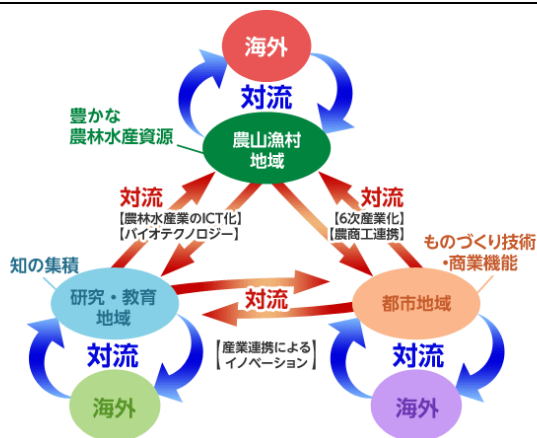 海外
対流
豊かな
農林水産資源
農山漁村
地域
対流
【農林水産業のICT化】
【バイオテクノロジー】
対流
【6次産業化】
【農商工連携】
ものづくり技術
・商業機能
知の集積
研究・教育
地域
対流
都市地域
【産業連携による
イノベーション】
対流
海外
対流
海外